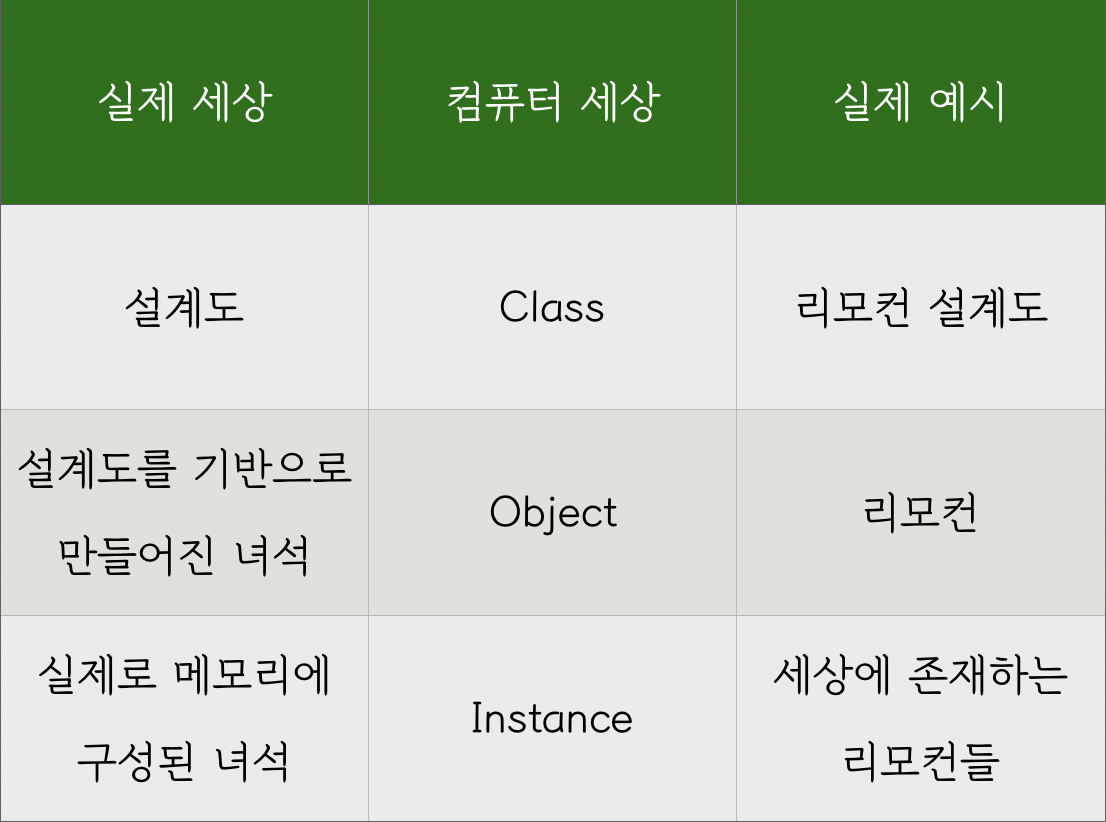 실제 세상
컴퓨터 세상
실제 예시
설계도
Class
리모컨 설계도
설계도를 기반으로
만들어진 녀석
Object
리모컨
실제로 메모리에
구성된 녀석
Instance
세상에 존재하는
리모컨들